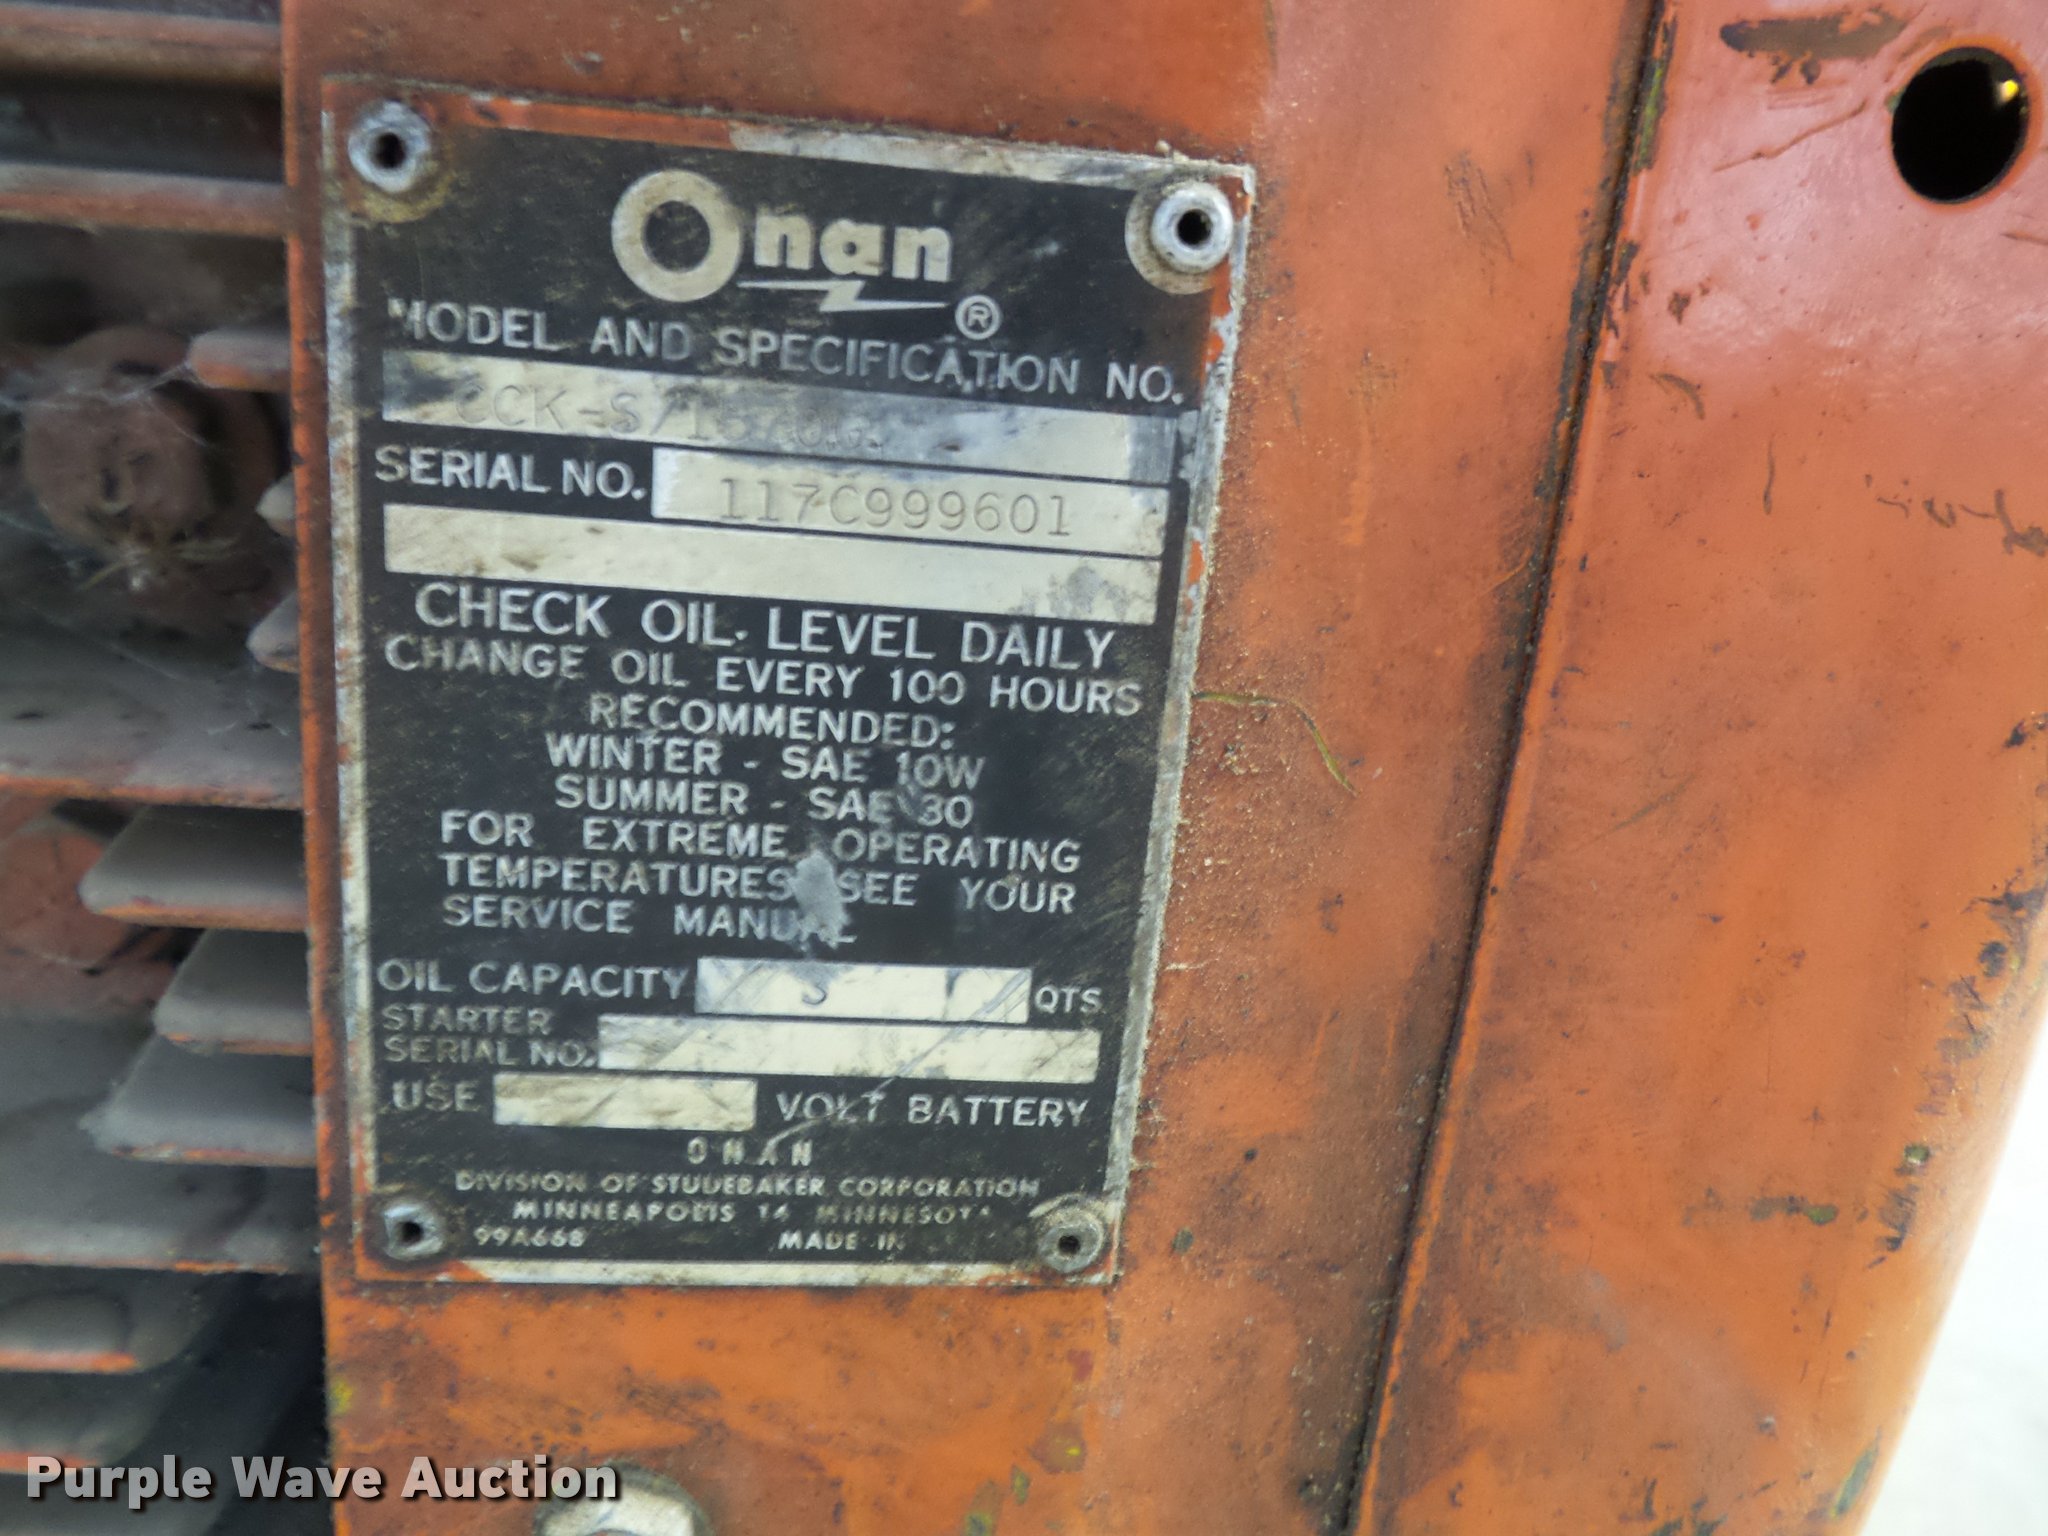 Onan
®
MODEL AND SPECIFICATION NO.
SERIAL NO. 117C999601
CHECK OIL LEVEL DAILY
CHANGE OIL EVERY 100 HOURS
RECOMMENDED:
WINTER - SAE 10W
SUMMER - SAE 30
FOR EXTREME OPERATING
TEMPERATURES SEE YOUR
SERVICE MANUAL
OIL CAPACITY QTS
STARTER
SERIAL NO.
USE VOLT BATTERY
ONAN
DIVISION OF STUDEBAKER CORPORATION
MINNEAPOLIS 14 MINNESOTA
99A668 MADE IN
Purple Wave Auction